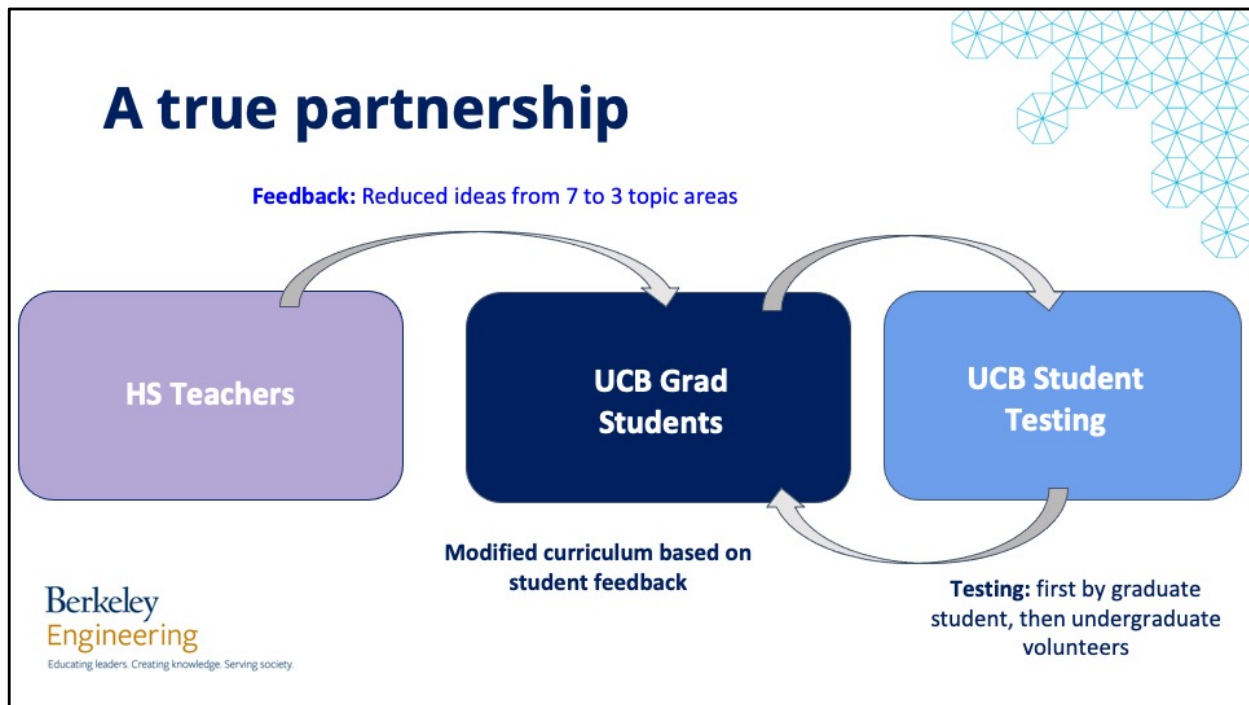 A true partnership
Feedback: Reduced ideas from 7 to 3 topic areas
HS Teachers
UCB Grad
Students
UCB Student
Testing
Modified curriculum based on
student feedback
Testing: first by graduate
student, then undergraduate
volunteers
Berkeley
Engineering
Educating leaders. Creating knowledge. Serving society.